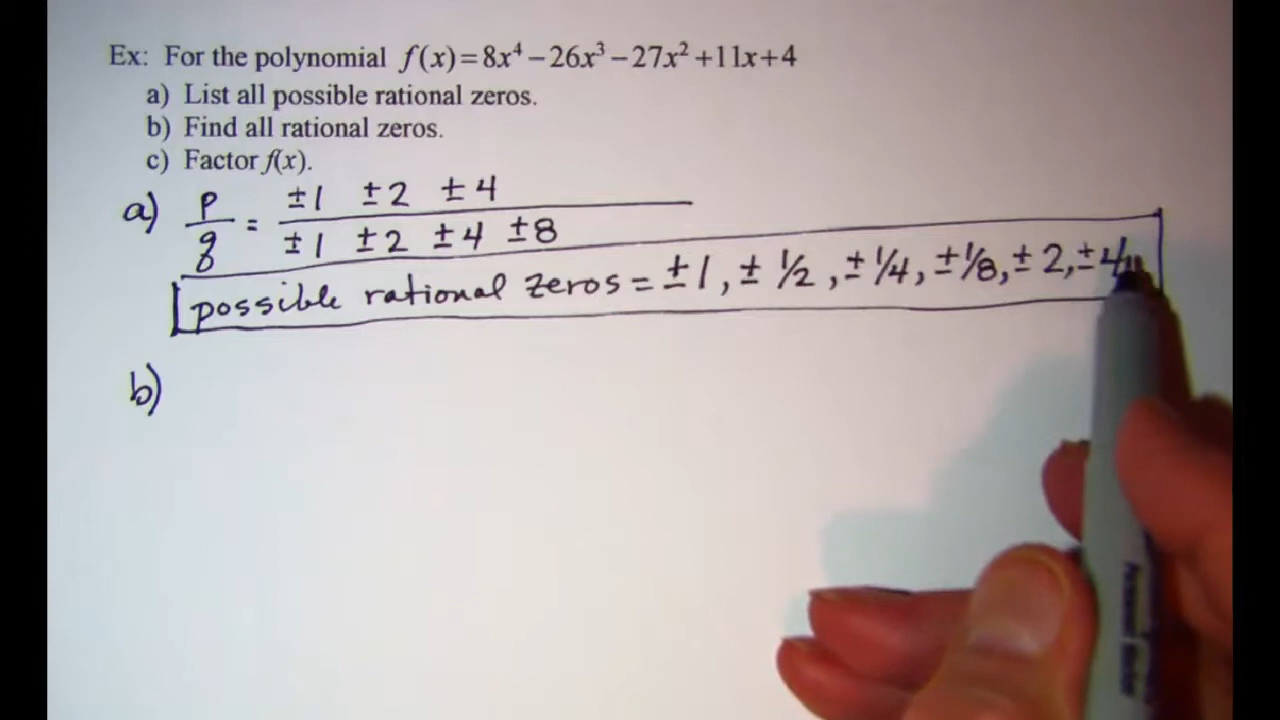 Ex: For the polynomial f(x)=8x⁴−26x³−27x²+11x+4
a) List all possible rational zeros.
b) Find all rational zeros.
c) Factor f(x).
a) p/q = ±1 ±2 ±4 / ±1 ±2 ±4 ±8
possible rational zeros = ±1, ± 1/2, ± 1/4, ± 1/8, ± 2, ± 4
b)